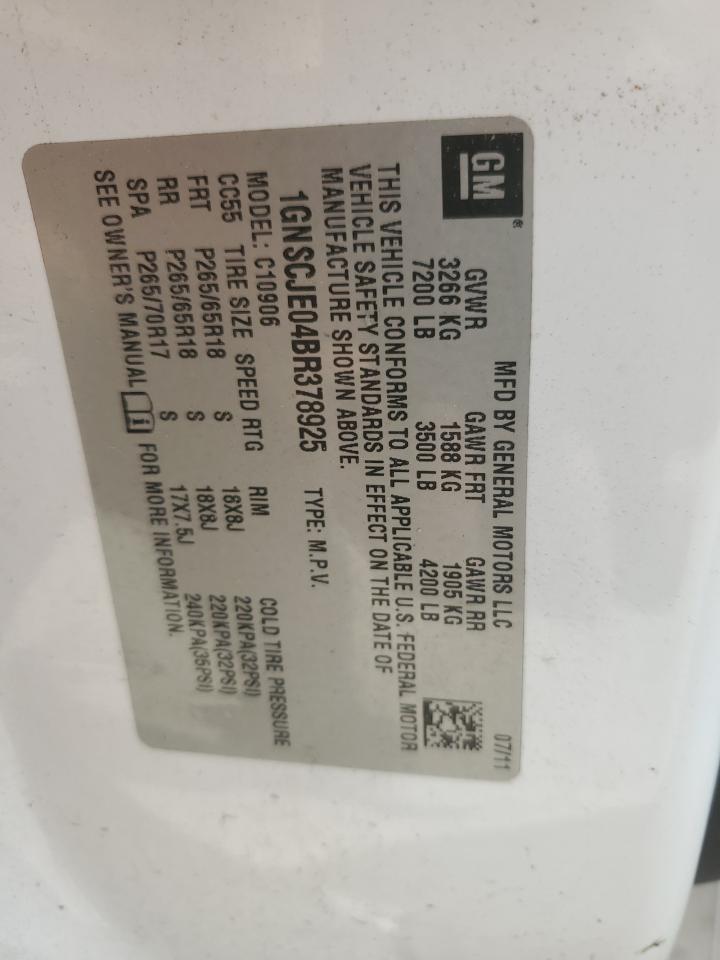 GM®
MFD BY GENERAL MOTORS LLC 07/11
GVWR GAWR FRT GAWR RR
3266 KG 1588 KG 1905 KG
7200 LB 3500 LB 4200 LB
THIS VEHICLE CONFORMS TO ALL APPLICABLE U.S. FEDERAL MOTOR
VEHICLE SAFETY STANDARDS IN EFFECT ON THE DATE OF
MANUFACTURE SHOWN ABOVE.
1GNSCJE04BR378925 TYPE: M.P.V.
MODEL: C10906
CC55 TIRE SIZE SPEED RTG RIM COLD TIRE PRESSURE
FRT P265/65R18 S 18X8J 220KPA(32PSI)
RR P265/65R18 S 18X8J 220KPA(32PSI)
SPA P265/70R17 S 17X7.5J 240KPA(35PSI)
SEE OWNER'S MANUAL i FOR MORE INFORMATION.